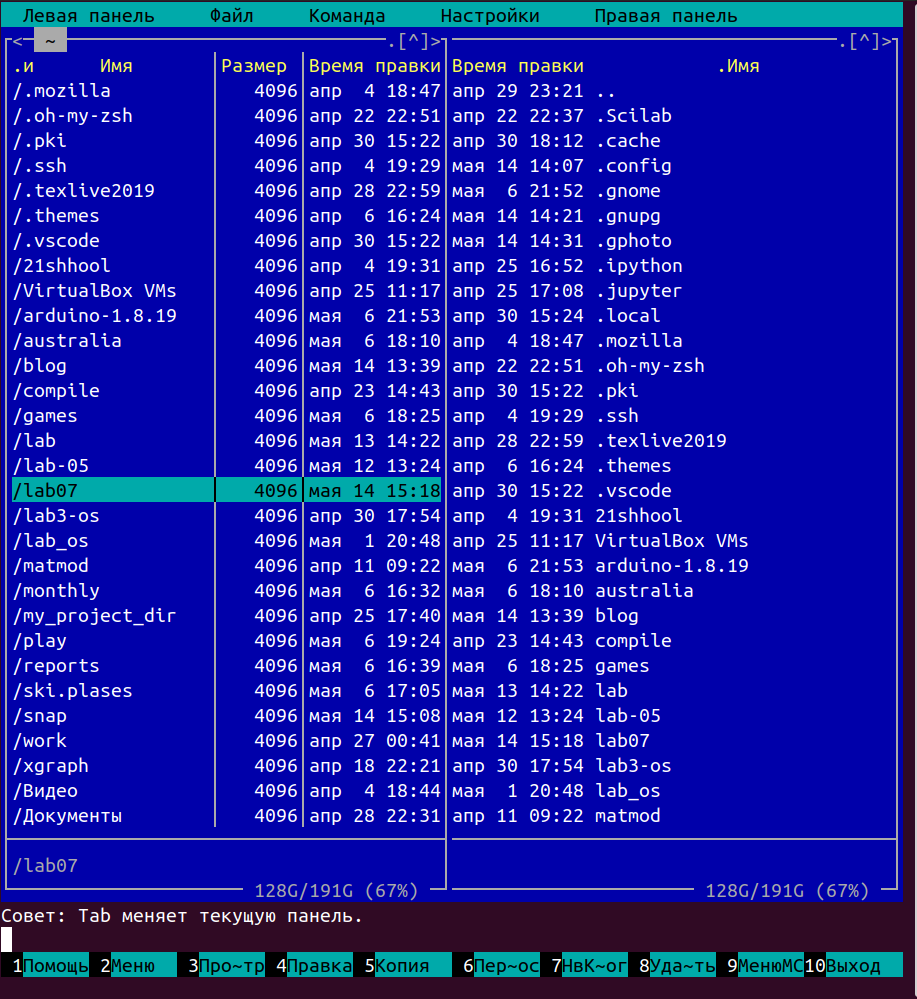 Левая панель Файл Команда Настройки Правая панель
< ~ .[^]> .[^]>
.и Имя Размер Время правки Время правки .Имя
/.mozilla 4096 апр 4 18:47 апр 29 23:21 ..
/.oh-my-zsh 4096 апр 22 22:51 апр 22 22:37 .Scilab
/.pki 4096 апр 30 15:22 апр 30 18:12 .cache
/.ssh 4096 апр 4 19:29 мая 14 14:07 .config
/.texlive2019 4096 апр 28 22:59 мая 6 21:52 .gnome
/.themes 4096 апр 6 16:24 мая 14 14:21 .gnupg
/.vscode 4096 апр 30 15:22 мая 14 14:31 .gphoto
/21shhool 4096 апр 4 19:31 апр 25 16:52 .ipython
/VirtualBox VMs 4096 апр 25 11:17 апр 25 17:08 .jupyter
/arduino-1.8.19 4096 мая 6 21:53 апр 30 15:24 .local
/australia 4096 мая 6 18:10 апр 4 18:47 .mozilla
/blog 4096 мая 14 13:39 апр 22 22:51 .oh-my-zsh
/compile 4096 апр 23 14:43 апр 30 15:22 .pki
/games 4096 мая 6 18:25 апр 4 19:29 .ssh
/lab 4096 мая 13 14:22 апр 28 22:59 .texlive2019
/lab-05 4096 мая 12 13:24 апр 6 16:24 .themes
/lab07 4096 мая 14 15:18 апр 30 15:22 .vscode
/lab3-os 4096 апр 30 17:54 апр 4 19:31 21shhool
/lab_os 4096 мая 1 20:48 апр 25 11:17 VirtualBox VMs
/matmod 4096 апр 11 09:22 мая 6 21:53 arduino-1.8.19
/monthly 4096 мая 6 16:32 мая 6 18:10 australia
/my_project_dir 4096 апр 25 17:40 мая 14 13:39 blog
/play 4096 мая 6 19:24 апр 23 14:43 compile
/reports 4096 мая 6 16:39 мая 6 18:25 games
/ski.plases 4096 мая 6 17:05 мая 13 14:22 lab
/snap 4096 мая 14 15:08 мая 12 13:24 lab-05
/work 4096 апр 27 00:41 мая 14 15:18 lab07
/xgraph 4096 апр 18 22:21 апр 30 17:54 lab3-os
/Видео 4096 апр 4 18:44 мая 1 20:48 lab_os
/Документы 4096 апр 28 22:31 апр 11 09:22 matmod
/lab07
128G/191G (67%) 128G/191G (67%)
Совет: Tab меняет текущую панель.
1Помощь 2Меню 3Про~тр 4Правка 5Копия 6Пер~ос 7НвК~ог 8Уда~ть 9МенюMC 10Выход